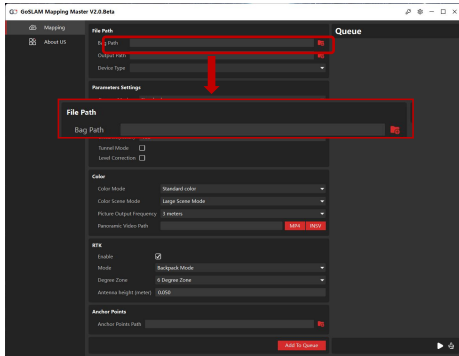 GoSLAM Mapping Master V2.0.Beta
Mapping
About US
File Path
Bag Path
Output Path
Device Type
Queue
Parameters Settings
File Path
Bag Path
Tunnel Mode
Level Correction
Color
Color Mode Standard color
Color Scene Mode Large Scene Mode
Picture Output Frequency 3 meters
Panoramic Video Path MP4 INSV
RTK
Enable
Mode Backpack Mode
Degree Zone 6 Degree Zone
Antenna height (meter) 0.050
Anchor Points
Anchor Points Path
Add To Queue